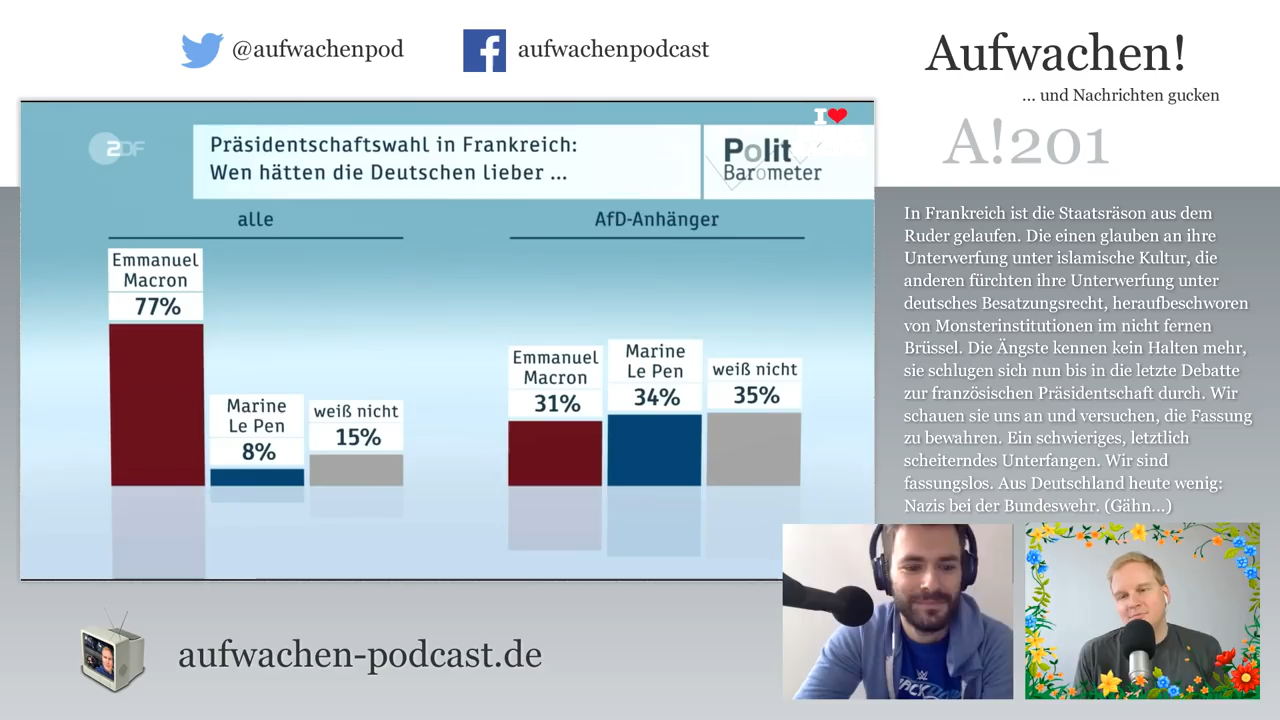 @aufwachenpod
aufwachenpodcast
Aufwachen!
... und Nachrichten gucken
A!201
I
ZDF
Präsidentschaftswahl in Frankreich:
Wen hätten die Deutschen lieber ...
Polit
Barometer
alle
AfD-Anhänger
Emmanuel
Macron
77%
Marine
Le Pen
8%
weiß nicht
15%
Emmanuel
Macron
31%
Marine
Le Pen
34%
weiß nicht
35%
In Frankreich ist die Staatsräson aus dem
Ruder gelaufen. Die einen glauben an ihre
Unterwerfung unter islamische Kultur, die
anderen fürchten ihre Unterwerfung unter
deutsches Besatzungsrecht, heraufbeschworen
von Monsterinstitutionen im nicht fernen
Brüssel. Die Ängste kennen kein Halten mehr,
sie schlugen sich nun bis in die letzte Debatte
zur französischen Präsidentschaft durch. Wir
schauen sie uns an und versuchen, die Fassung
zu bewahren. Ein schwieriges, letztlich
scheiterndes Unterfangen. Wir sind
fassungslos. Aus Deutschland heute wenig:
Nazis bei der Bundeswehr. (Gähn...)
aufwachen-podcast.de